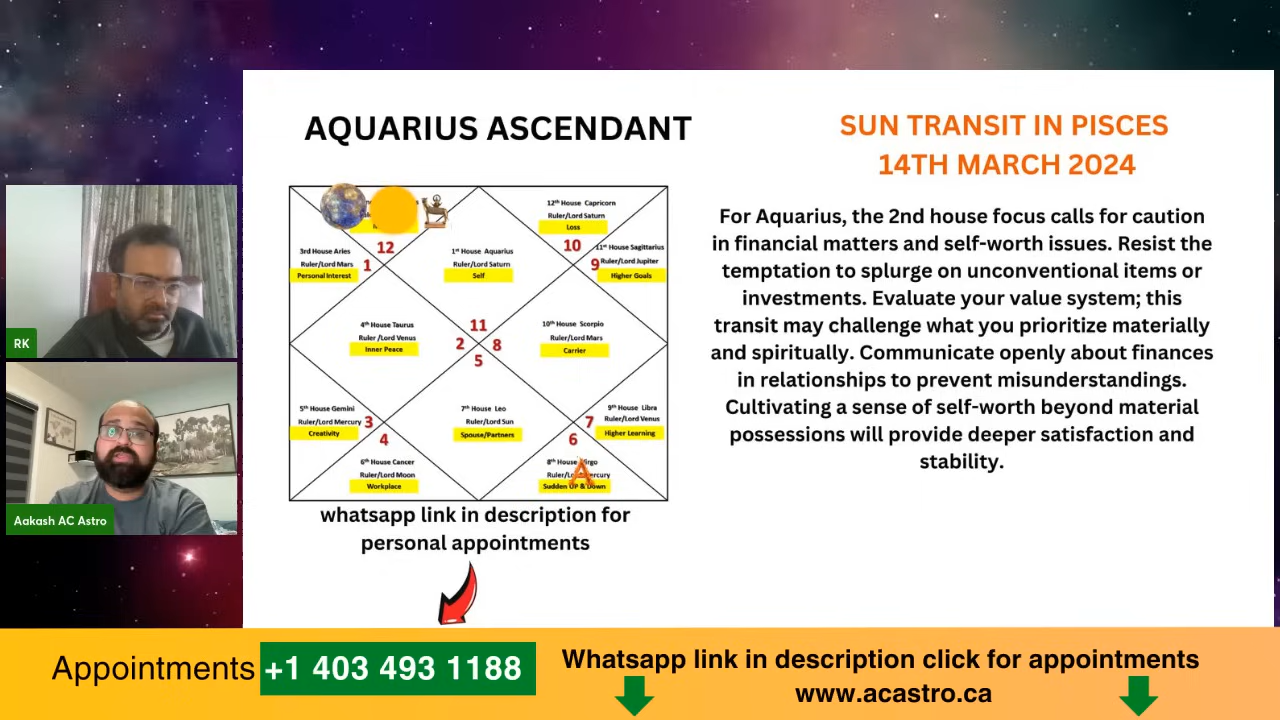 AQUARIUS ASCENDANT
SUN TRANSIT IN PISCES
14TH MARCH 2024
For Aquarius, the 2nd house focus calls for caution
in financial matters and self-worth issues. Resist the
temptation to splurge on unconventional items or
investments. Evaluate your value system; this
transit may challenge what you prioritize materially
and spiritually. Communicate openly about finances
in relationships to prevent misunderstandings.
Cultivating a sense of self-worth beyond material
possessions will provide deeper satisfaction and
stability.
12
3rd House Aries
Ruler/Lord Mars
Personal Interest
1
1st House Aquarius
Ruler/Lord Saturn
Self
12th House Capricorn
Ruler/Lord Saturn
Loss
10
11st House Sagittarius
Ruler/Lord Jupiter
Higher Goals
9
4th House Taurus
Ruler /Lord Venus
Inner Peace
11
2
8
5
10th House Scorpio
Ruler/Lord Mars
Carrier
5th House Gemini
Ruler/Lord Mercury
Creativity
3
4
6th House Cancer
Ruler/Lord Moon
Workplace
7th House Leo
Ruler/Lord Sun
Spouse/Partners
7
6
9th House Libra
Ruler/Lord Venus
Higher Learning
8th House
A
Sudden UP & Down
whatsapp link in description for
personal appointments
RK
Aakash AC Astro
Appointments +1 403 493 1188
Whatsapp link in description click for appointments
www.acastro.ca